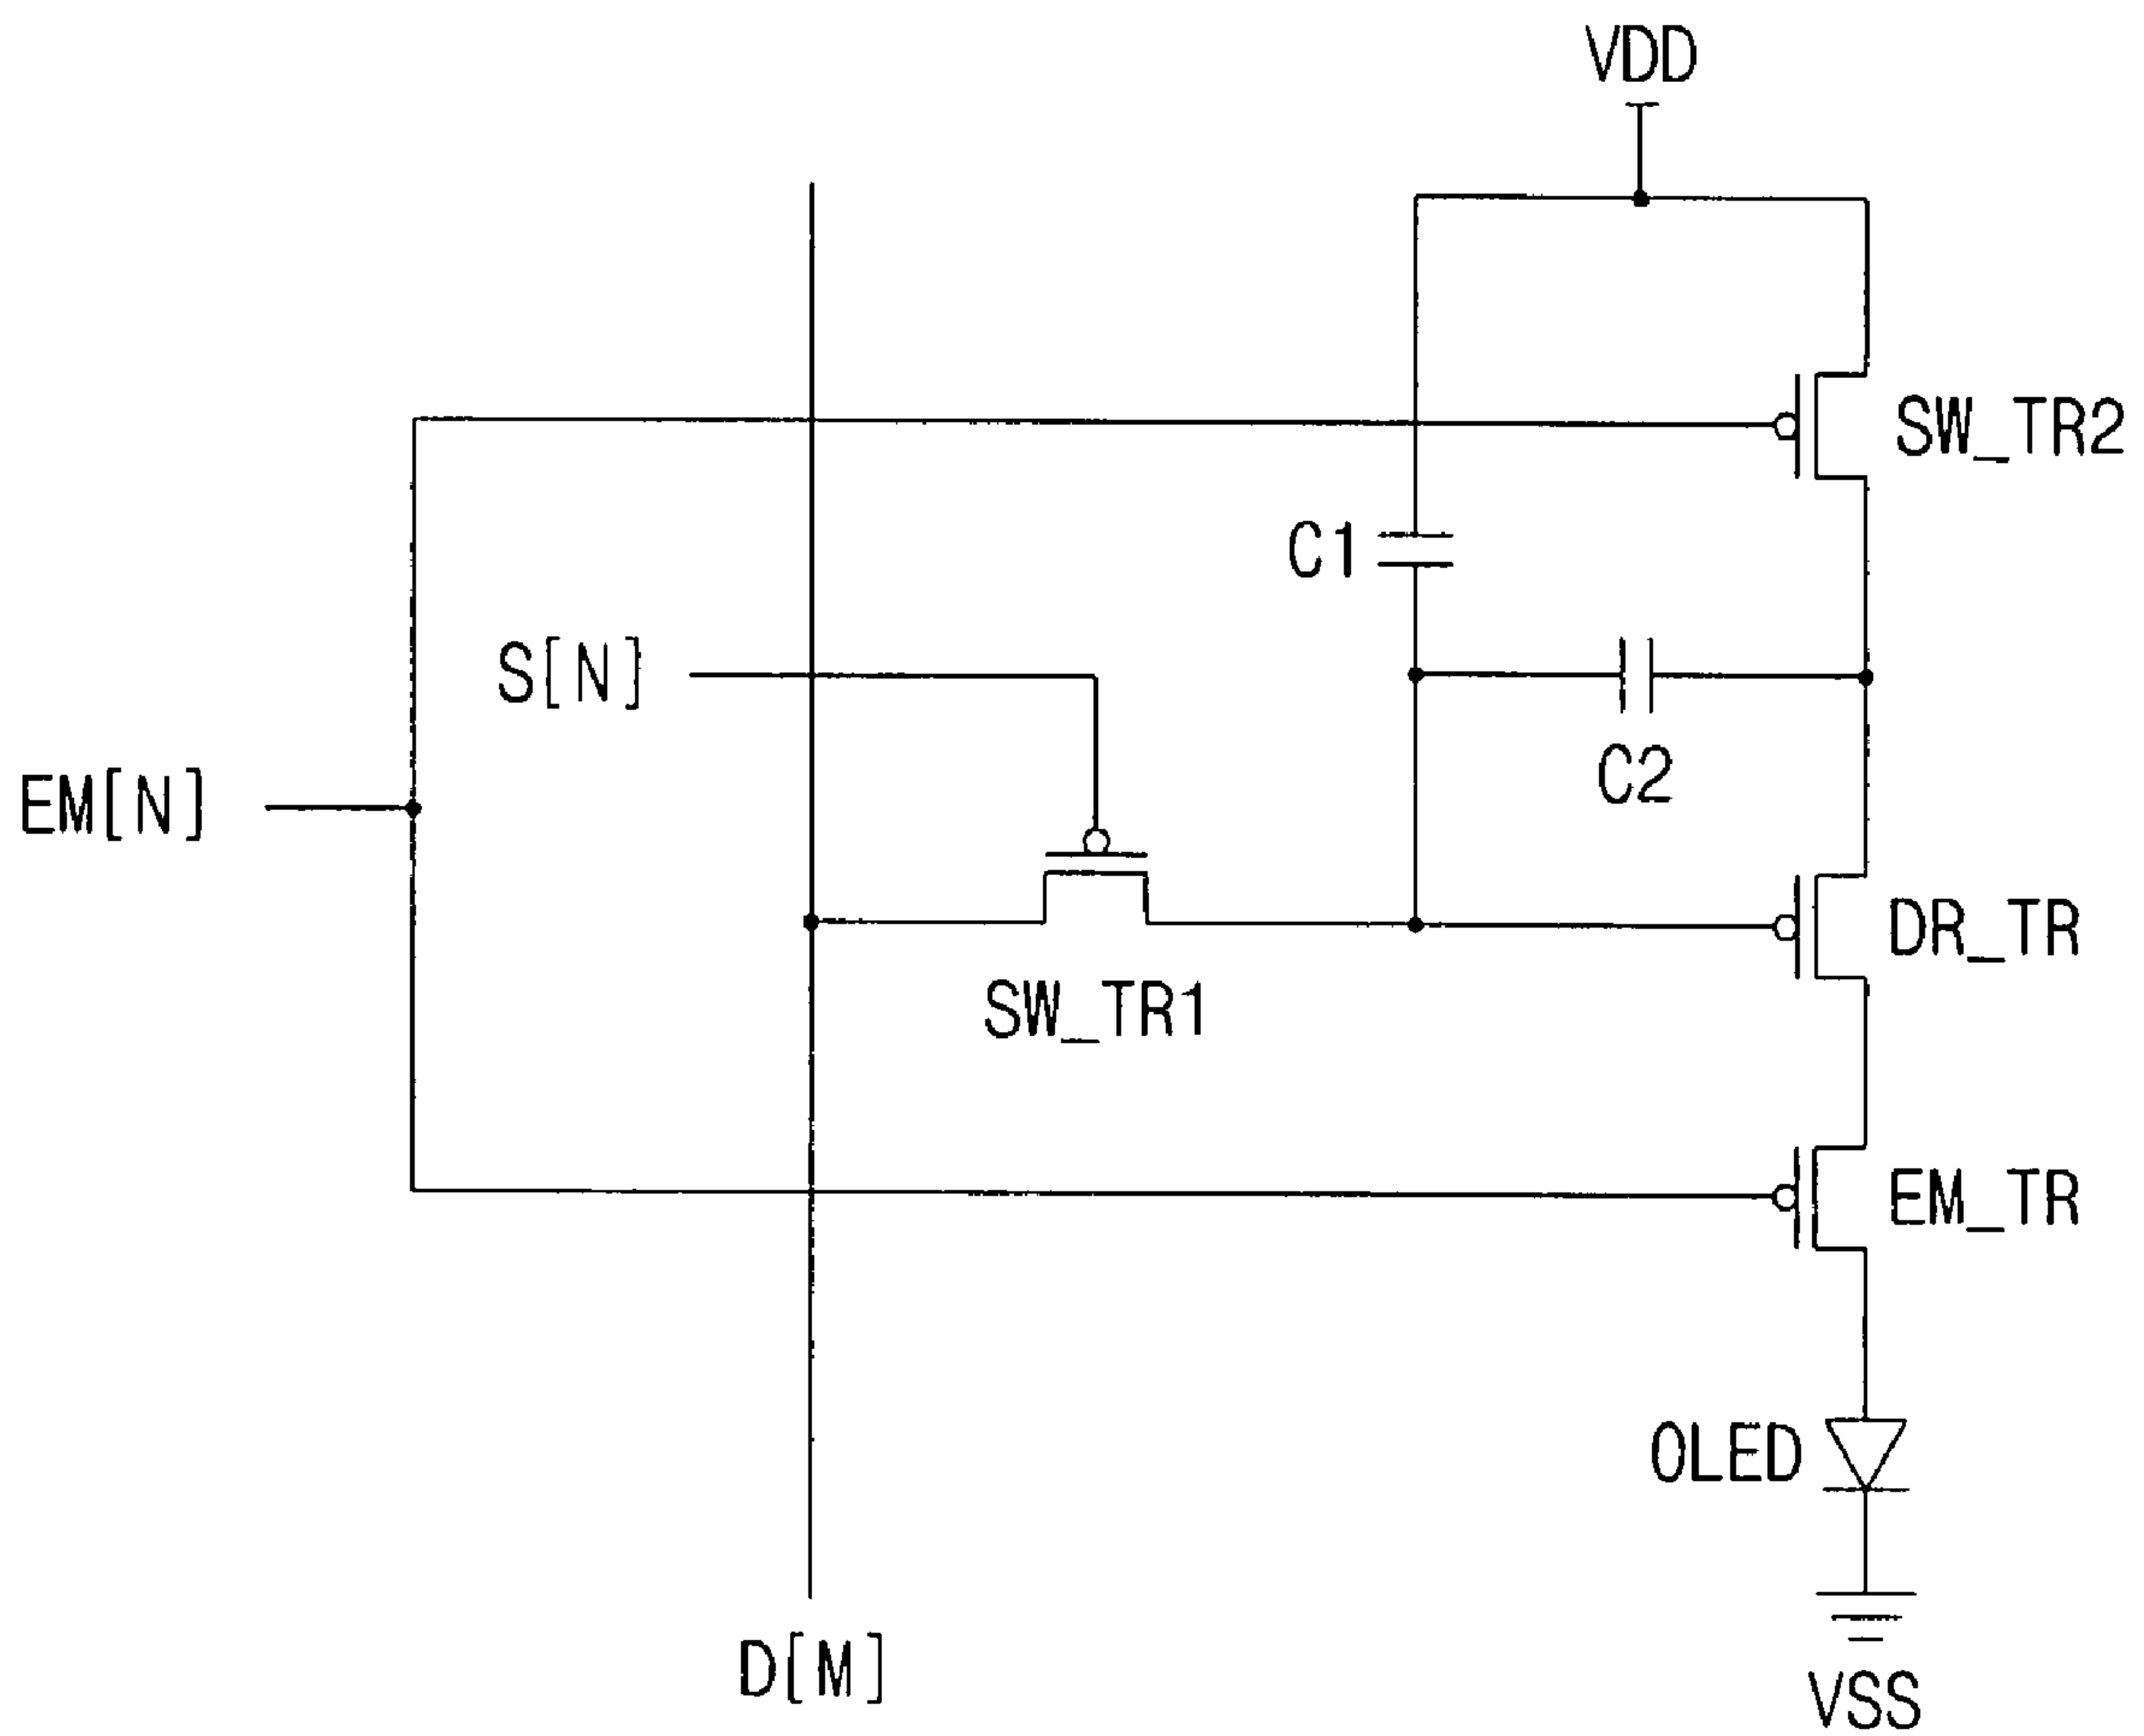 VDD
SW_TR2
C1
S[N]
C2
EM[N]
DR_TR
SW_TR1
EM_TR
OLED
D[M]
VSS